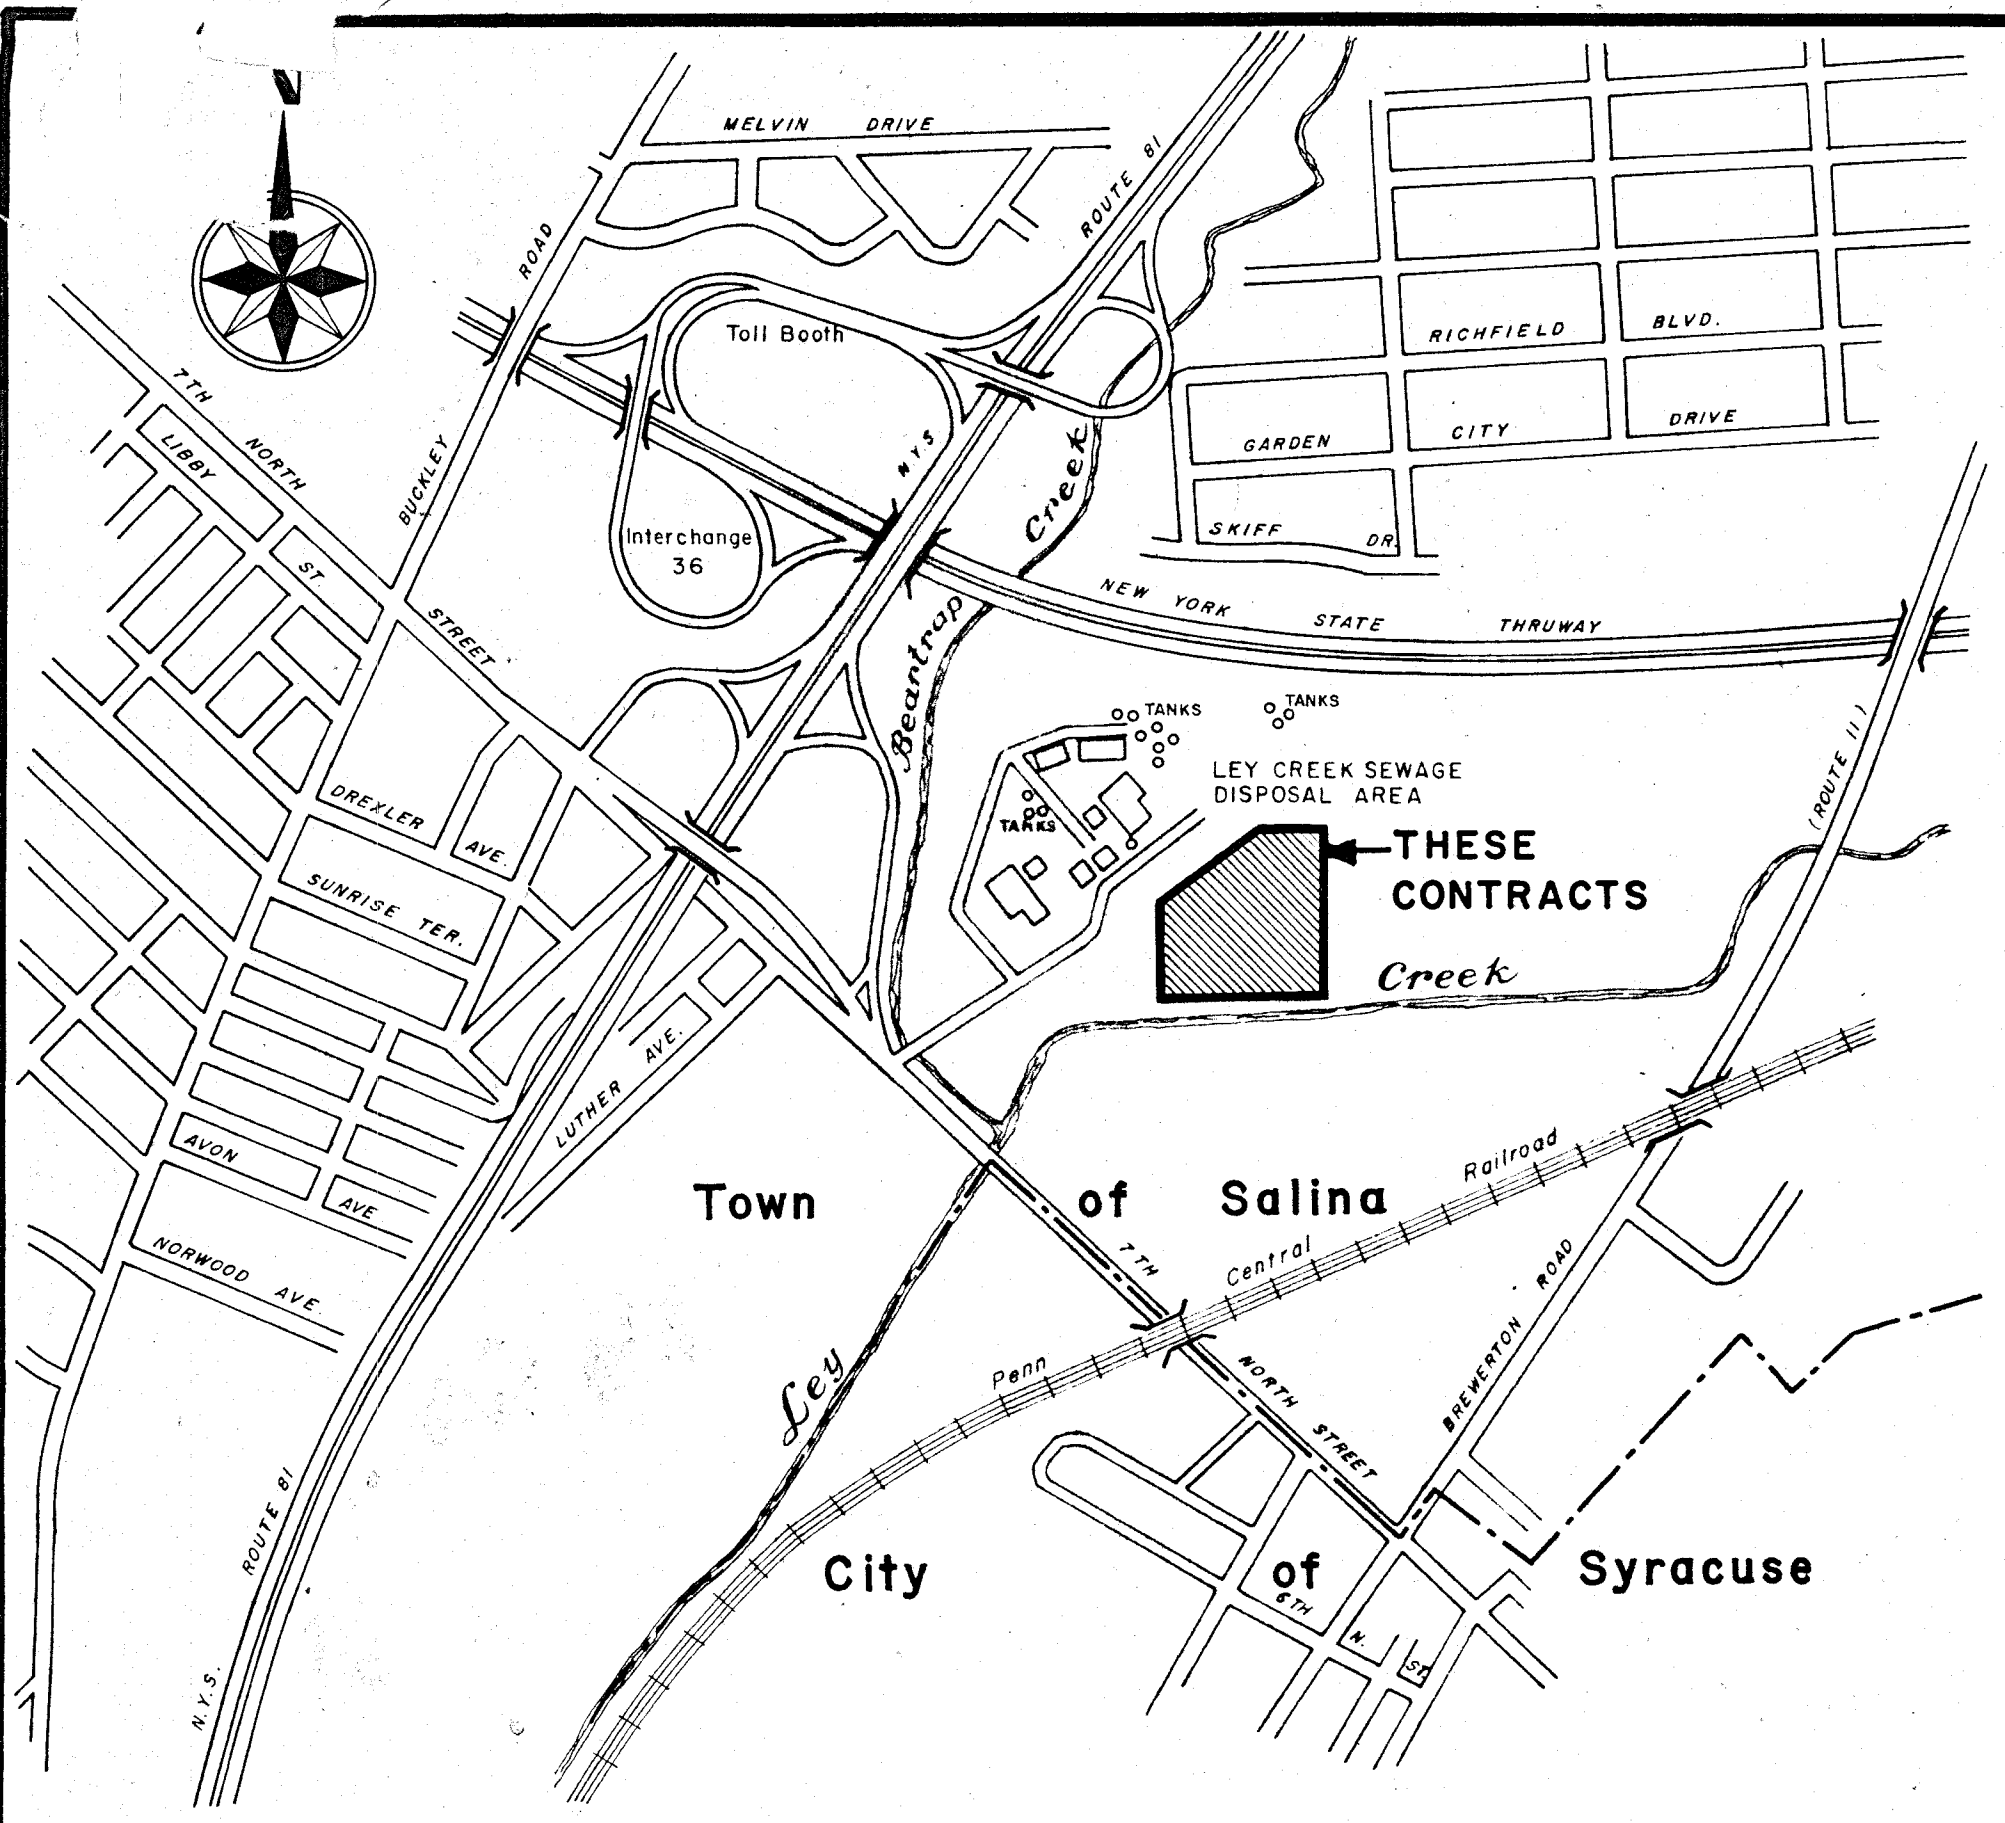 N
MELVIN DRIVE
ROUTE 81
ROAD
Toll Booth
RICHFIELD BLVD.
7TH NORTH
LIBBY
ST.
BUCKLEY
N.Y.S
Creek
GARDEN CITY DRIVE
SKIFF DR.
Interchange
36
STREET
NEW YORK STATE THRUWAY
Beartrap
TANKS
TANKS
TANKS
LEY CREEK SEWAGE
DISPOSAL AREA
(ROUTE 11)
THESE
CONTRACTS
DREXLER
AVE.
SUNRISE TER.
Creek
LUTHER AVE.
AVON
AVE
NORWOOD AVE.
Town of Salina
7TH
Railroad
Central
Penn
NORTH
STREET
BREWERTON ROAD
Ley
ROUTE 81
N.Y.S.
City of Syracuse
6TH
N.
ST.